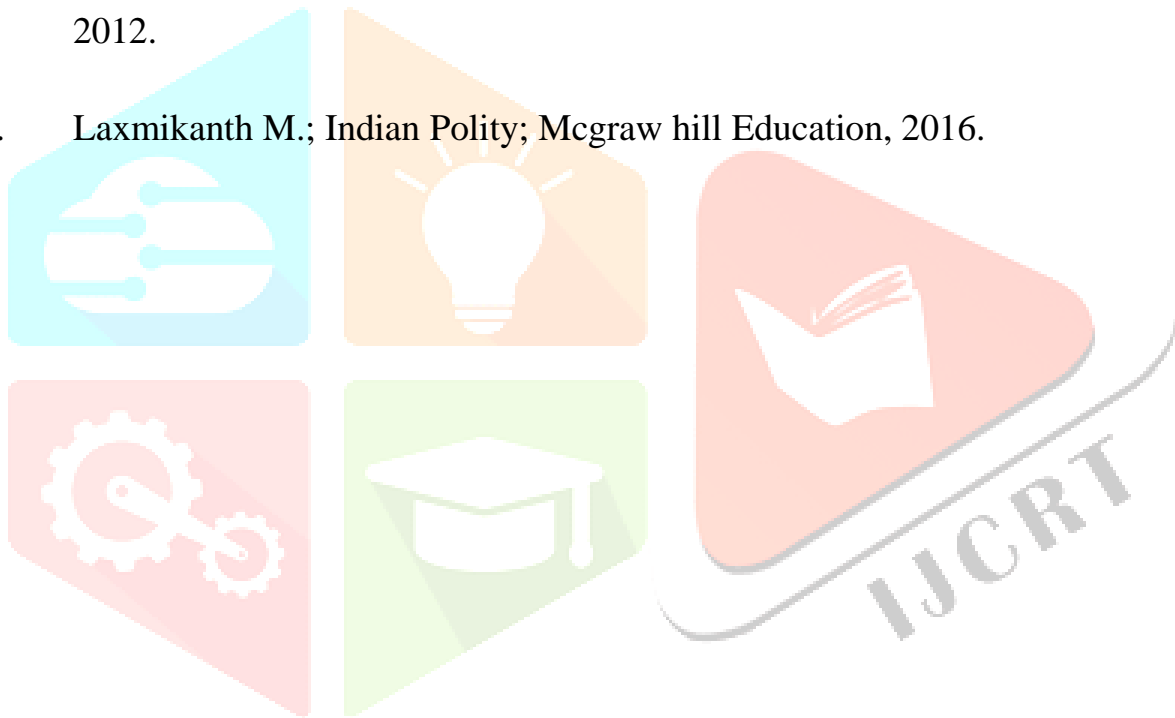 2012.
. Laxmikanth M.; Indian Polity; Mcgraw hill Education, 2016.
IJCRT